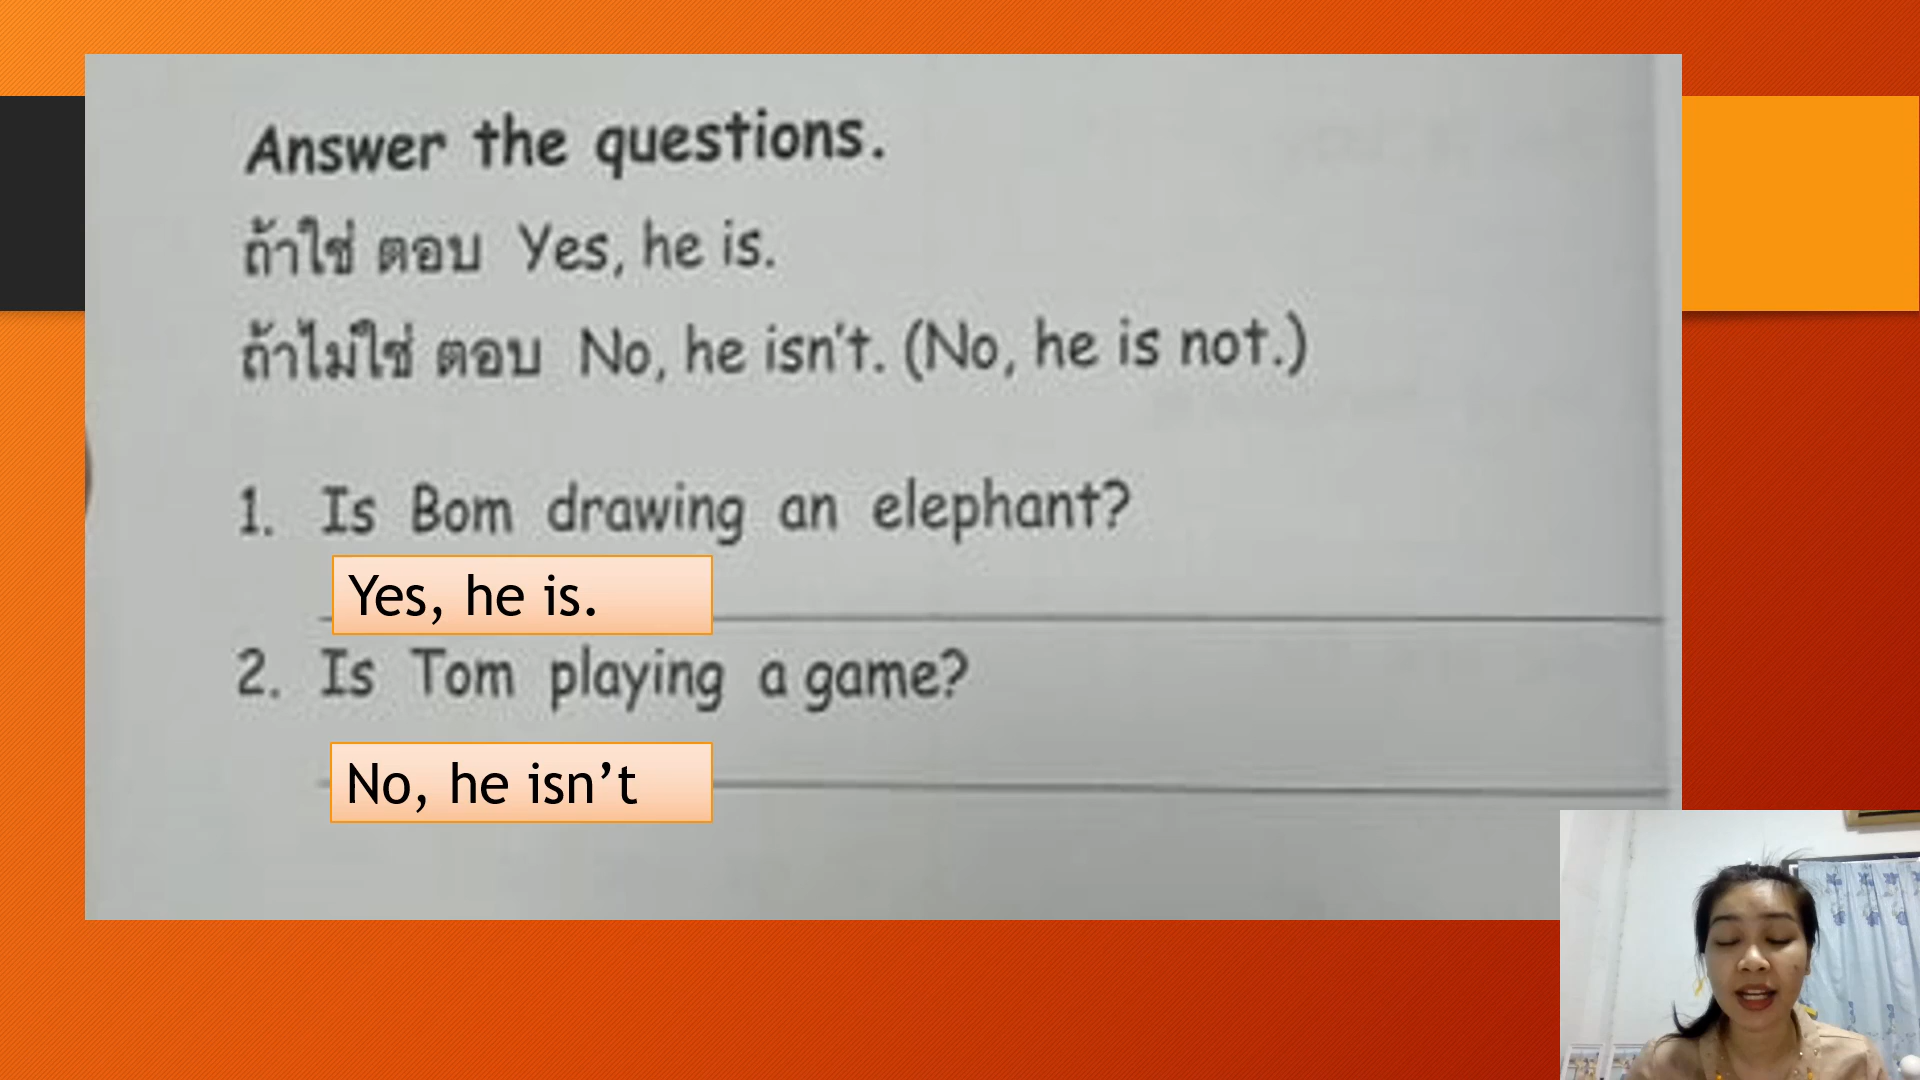 Answer the questions.
ถ้าใช่ ตอบ Yes, he is.
ถ้าไม่ใช่ ตอบ No, he isn't. (No, he is not.)
1. Is Bom drawing an elephant?
Yes, he is.
2. Is Tom playing a game?
No, he isn’t